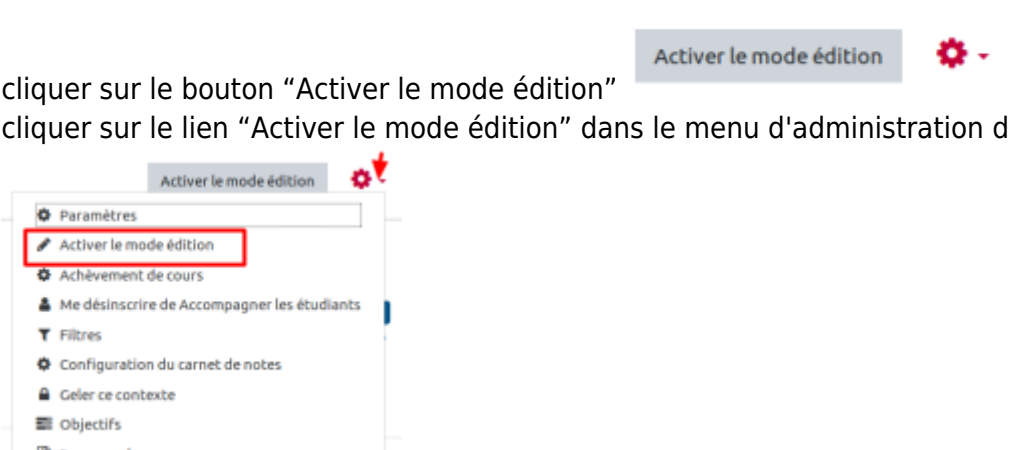 Activer le mode édition
cliquer sur le bouton “Activer le mode édition”
cliquer sur le lien “Activer le mode édition” dans le menu d'administration d
Activer le mode édition
Paramètres
Activer le mode édition
Achèvement de cours
Me désinscrire de Accompagner les étudiants
Filtres
Configuration du carnet de notes
Geler ce contexte
Objectifs